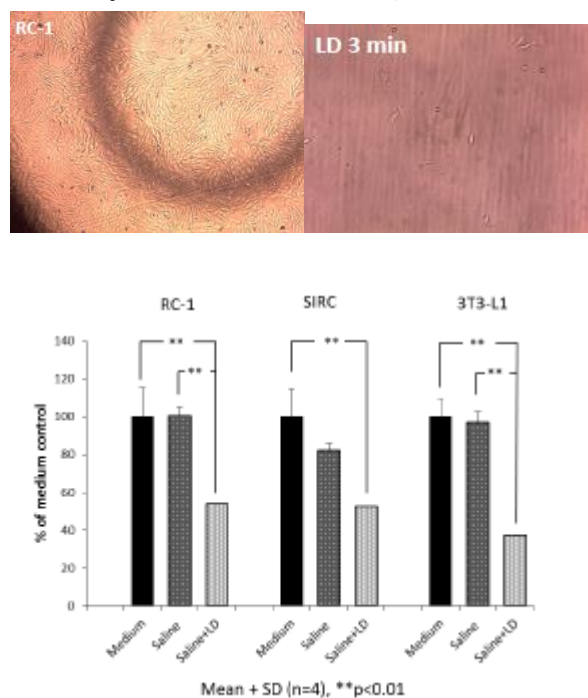 RC-1
LD 3 min
RC-1 SIRC 3T3-L1
140
120
100
80
60
40
20
0
% of medium control
** ** ** ** **
Medium Saline Saline+LD Medium Saline Saline+LD Medium Saline Saline+LD
Mean + SD (n=4), **p<0.01